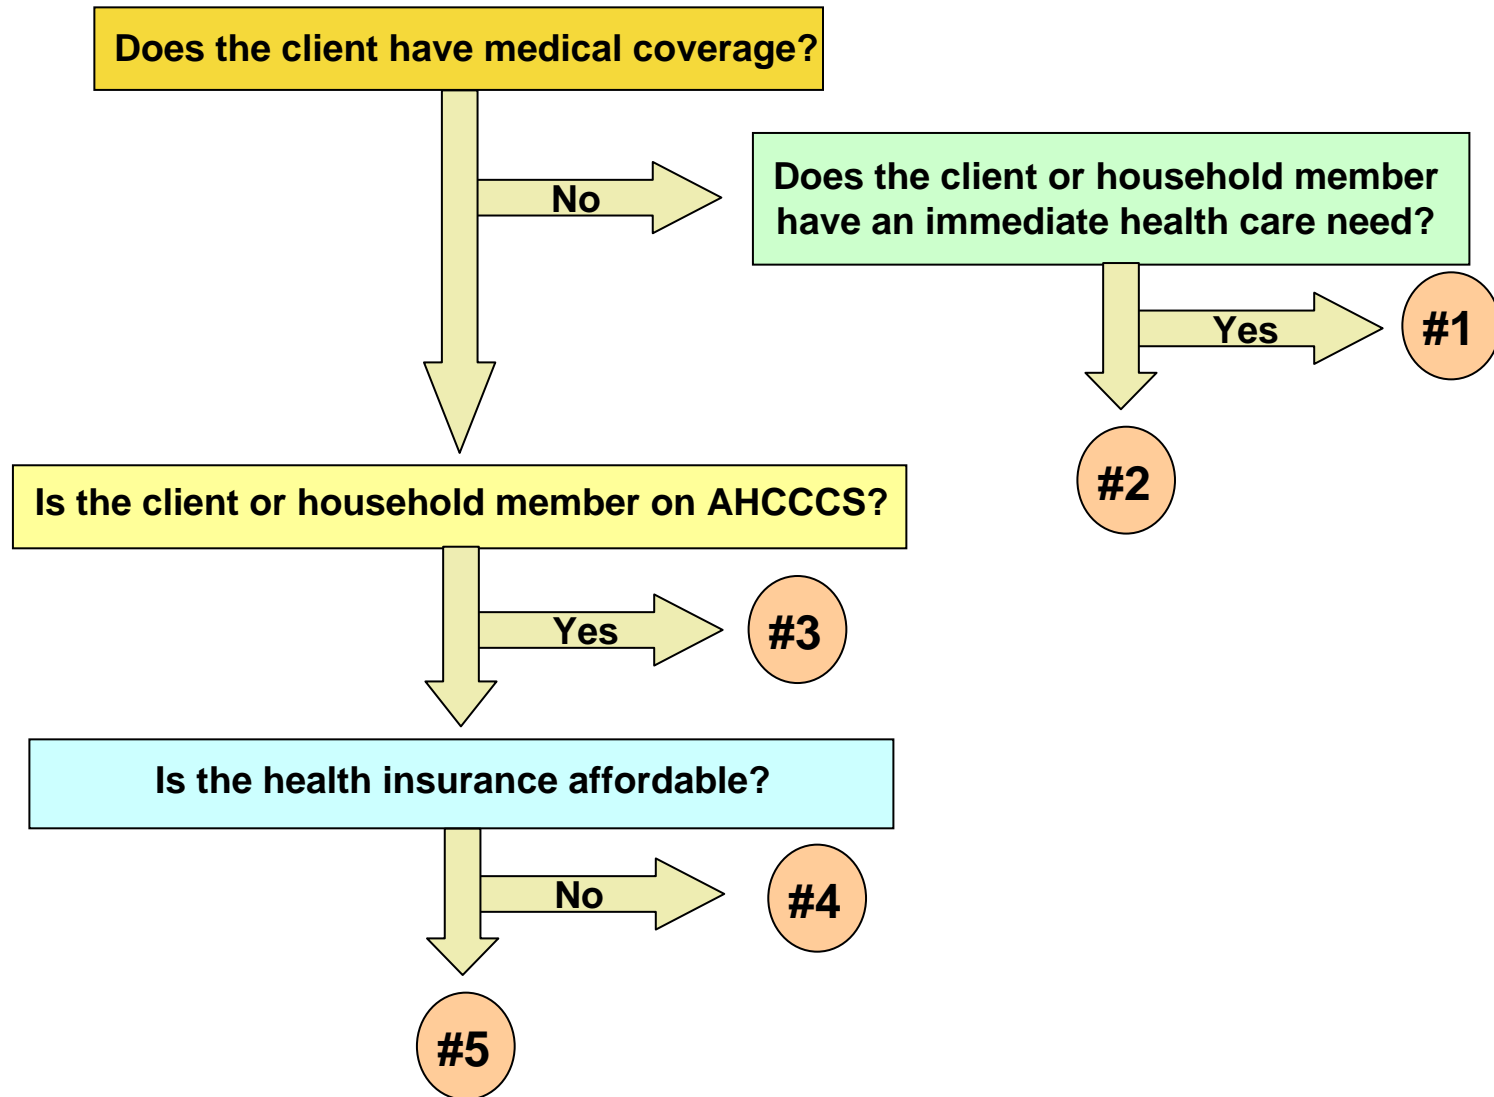 Does the client have medical coverage?
No
Does the client or household member
have an immediate health care need?
Yes
#1
#2
Is the client or household member on AHCCCS?
Yes
#3
Is the health insurance affordable?
No
#4
#5